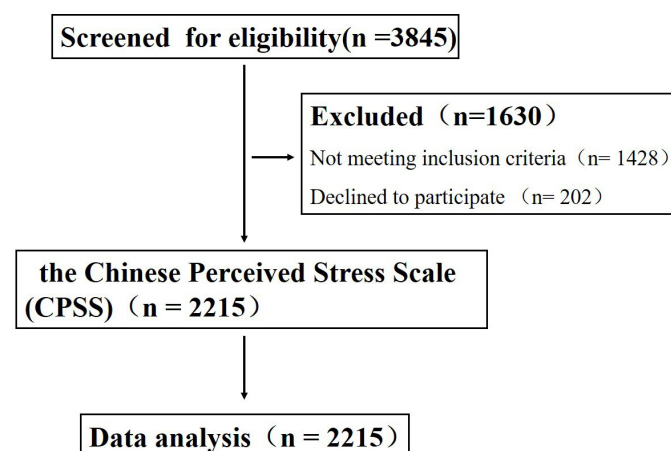 Screened for eligibility(n =3845)
Excluded（n=1630）
Not meeting inclusion criteria（n= 1428）
Declined to participate （n= 202）
the Chinese Perceived Stress Scale
(CPSS)（n = 2215）
Data analysis（n = 2215）